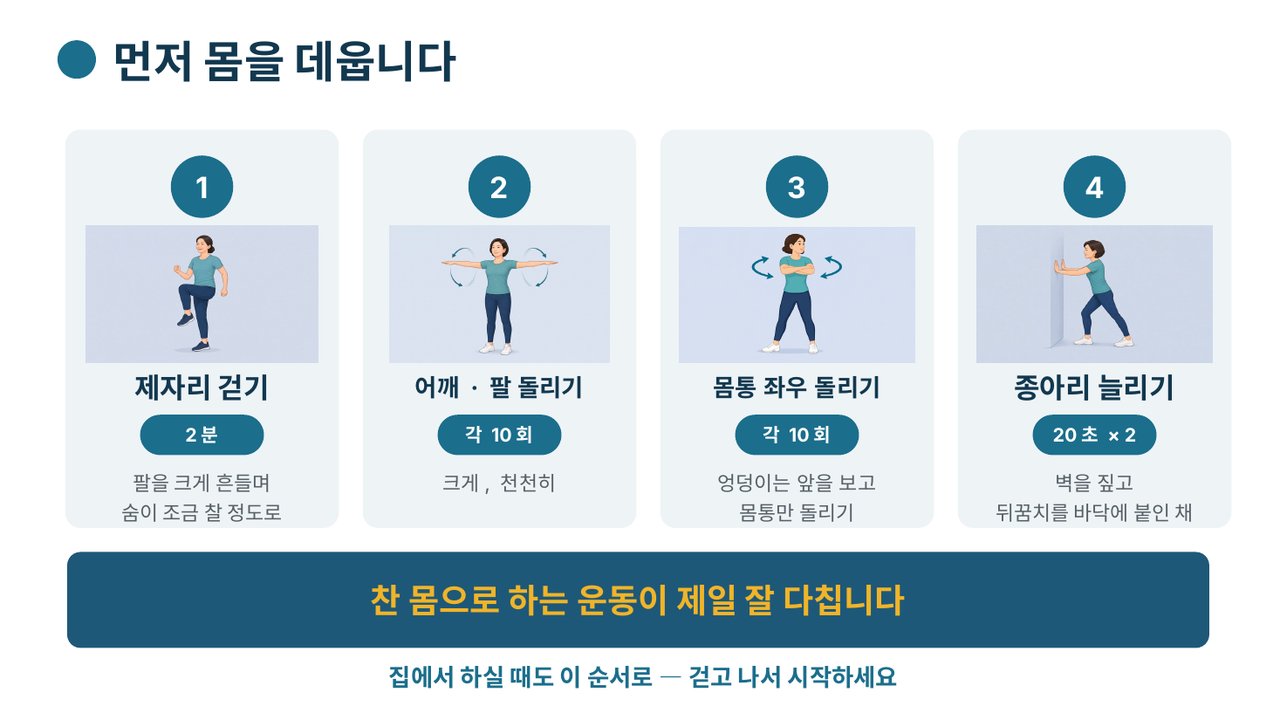 먼저 몸을 데웁니다
1
제자리 걷기
2 분
팔을 크게 흔들며
숨이 조금 찰 정도로
2
어깨 · 팔 돌리기
각 10 회
크게 , 천천히
3
몸통 좌우 돌리기
각 10 회
엉덩이는 앞을 보고
몸통만 돌리기
4
종아리 늘리기
20 초 × 2
벽을 짚고
뒤꿈치를 바닥에 붙인 채
찬 몸으로 하는 운동이 제일 잘 다칩니다
집에서 하실 때도 이 순서로 — 걷고 나서 시작하세요